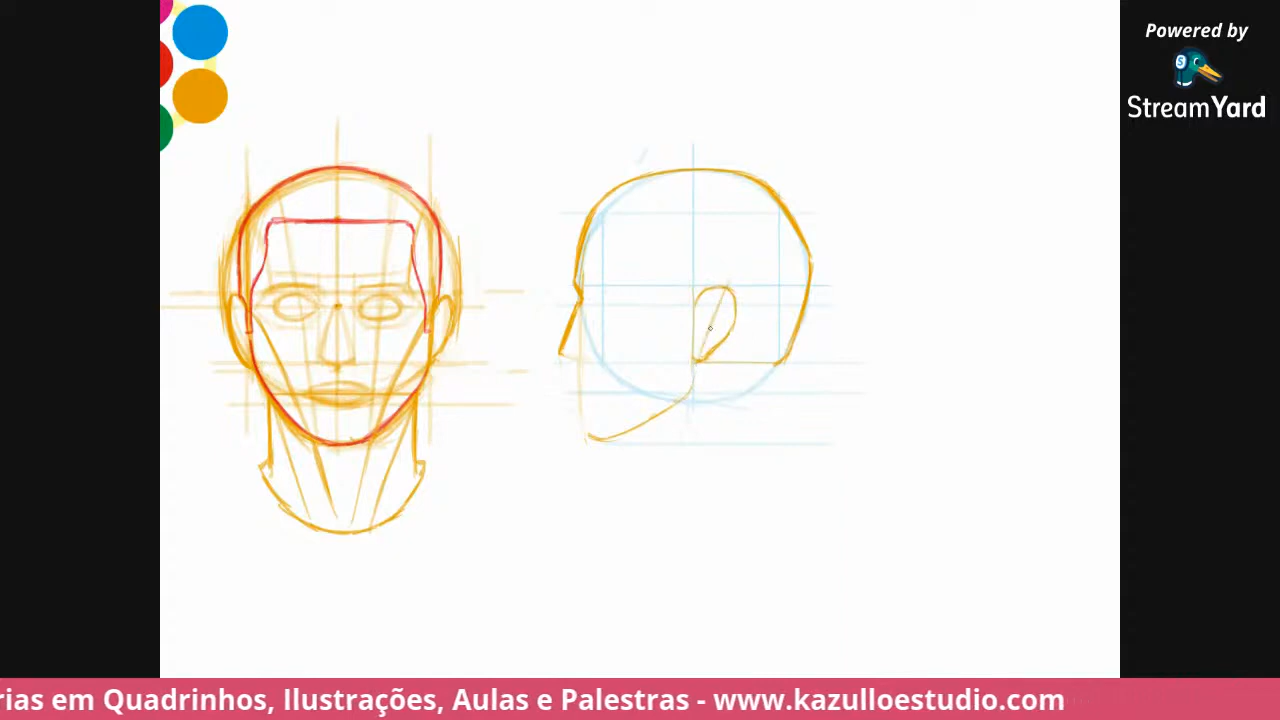 Powered by
S
StreamYard
rias em Quadrinhos, Ilustrações, Aulas e Palestras - www.kazulloestudio.com